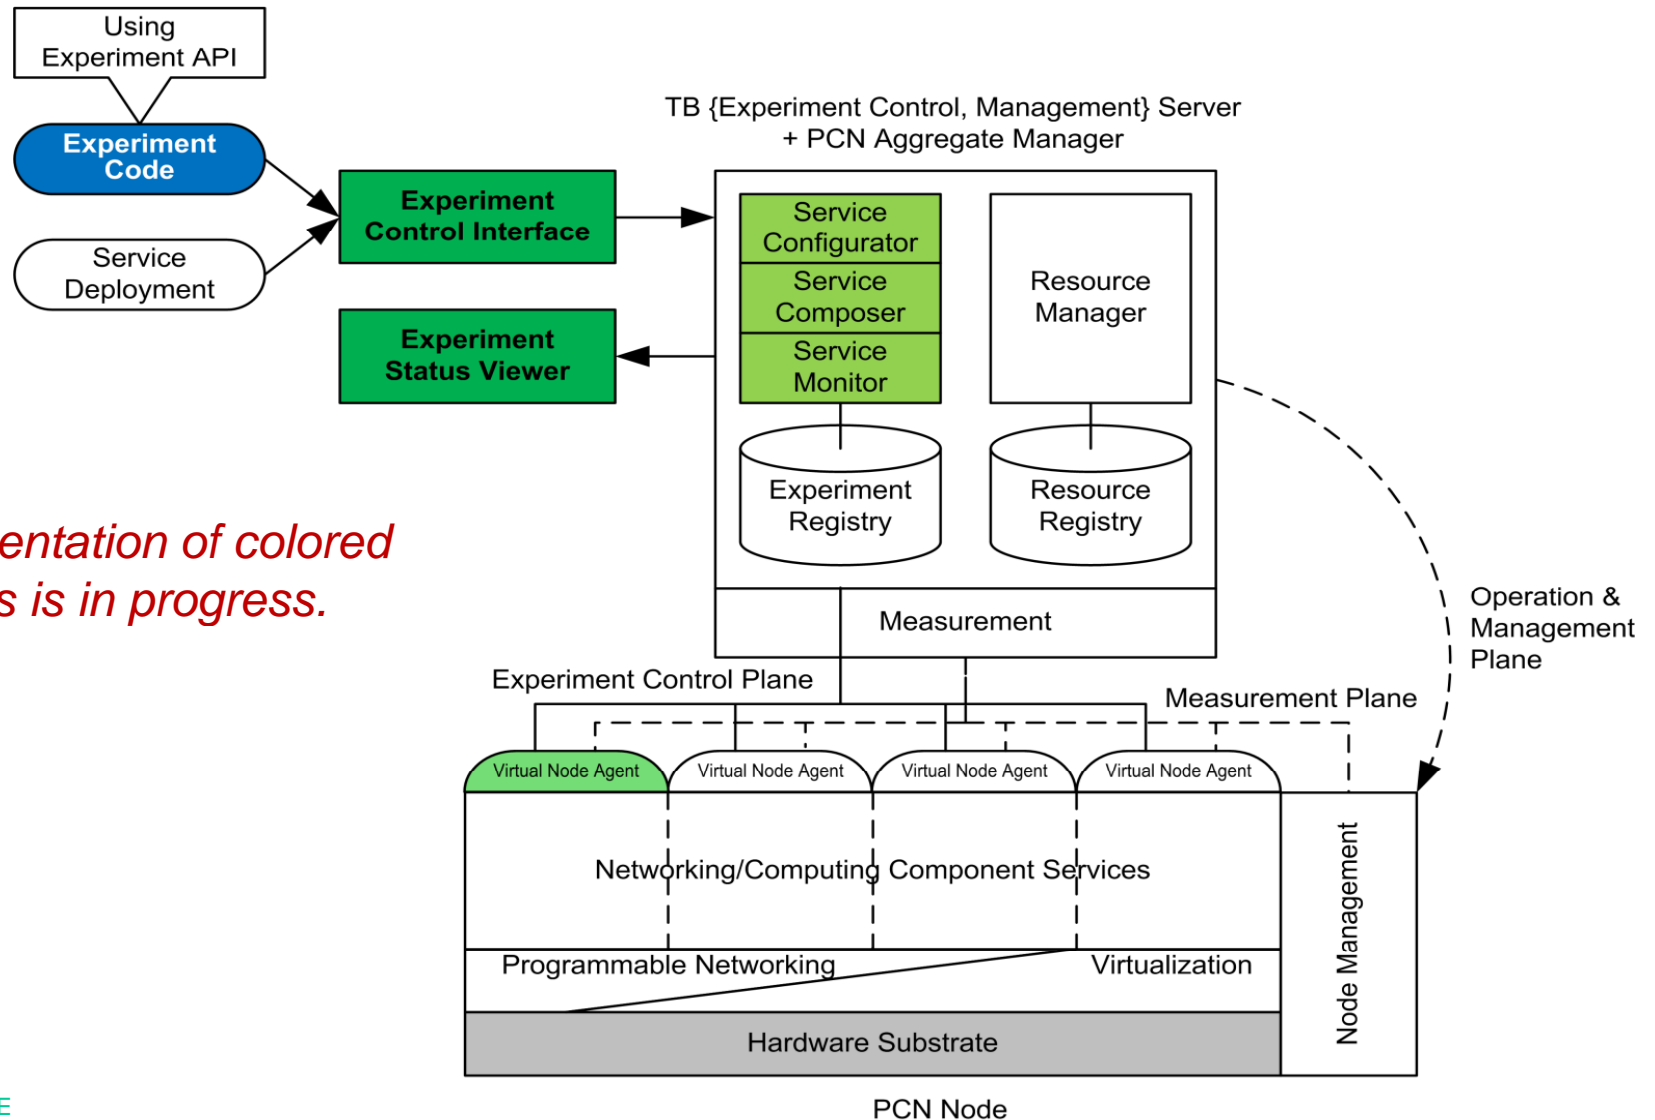 Using
Experiment API
Experiment
Code
Service
Deployment
Experiment
Control Interface
Experiment
Status Viewer
TB {Experiment Control, Management} Server
+ PCN Aggregate Manager
Service
Configurator
Service
Composer
Service
Monitor
Resource
Manager
Experiment
Registry
Resource
Registry
Measurement
entation of colored
s is in progress.
Operation &
Management
Plane
Experiment Control Plane
Measurement Plane
Virtual Node Agent
Virtual Node Agent
Virtual Node Agent
Virtual Node Agent
Networking/Computing Component Services
Programmable Networking
Virtualization
Node Management
Hardware Substrate
PCN Node
E